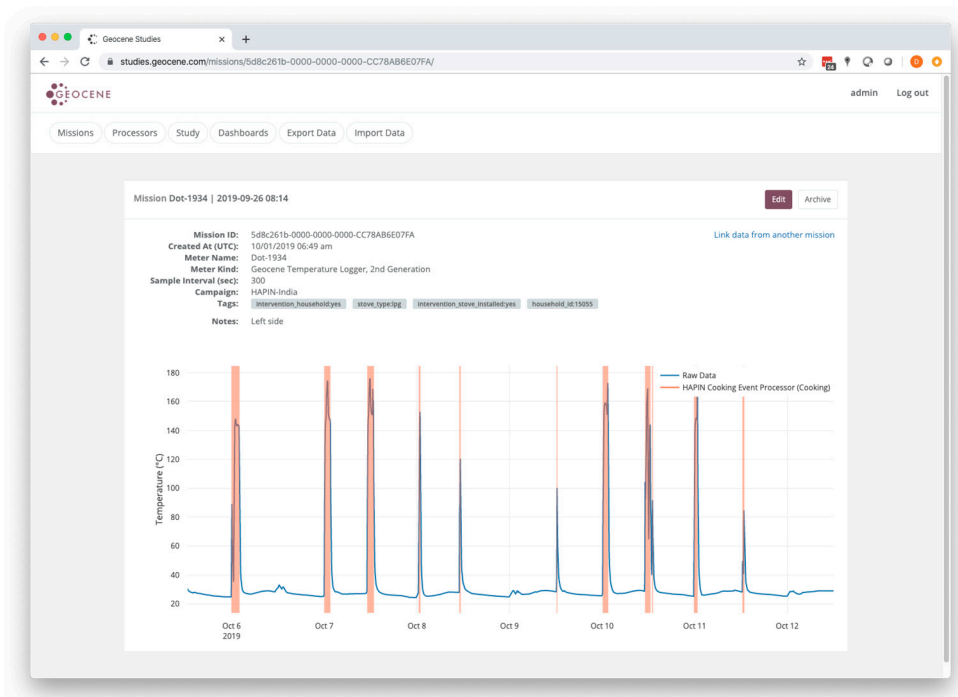 Geocene Studies
studies.geocene.com/missions/5d8c261b-0000-0000-0000-CC78AB6E07FA/
24
D
GEOCENE
admin Log out
Missions Processors Study Dashboards Export Data Import Data
Mission Dot-1934 | 2019-09-26 08:14
Edit Archive
Mission ID: 5d8c261b-0000-0000-0000-CC78AB6E07FA
Link data from another mission
Created At (UTC): 10/01/2019 06:49 am
Meter Name: Dot-1934
Meter Kind: Geocene Temperature Logger, 2nd Generation
Sample Interval (sec): 300
Campaign: HAPIN-India
Tags: intervention_household:yes stove_type:lpg intervention_stove_installed:yes household_id:15055
Notes: Left side
Raw Data
HAPIN Cooking Event Processor (Cooking)
Temperature (°C)
180
160
140
120
100
80
60
40
20
Oct 6 Oct 7 Oct 8 Oct 9 Oct 10 Oct 11 Oct 12
2019